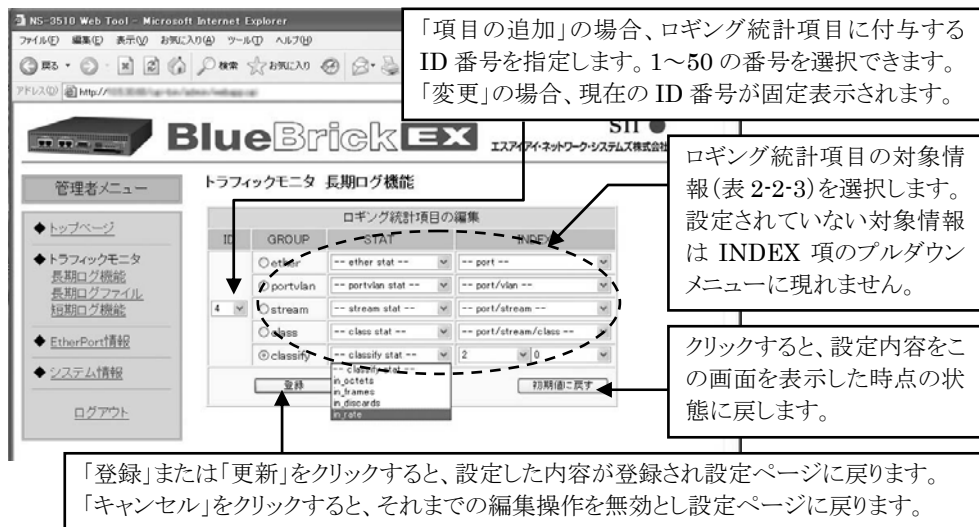 NS-3510 Web Tool - Microsoft Internet Explorer
ファイル(F) 編集(E) 表示(V) お気に入り(A) ツール(T) ヘルプ(H)
戻る 検索 お気に入り
アドレス(D) http://
「項目の追加」の場合、ロギング統計項目に付与する
ID 番号を指定します。1～50 の番号を選択できます。
「変更」の場合、現在の ID 番号が固定表示されます。
BlueBrick EX
SII
エスアイアイ・ネットワーク・システムズ株式会社
ロギング統計項目の対象情
報(表 2-2-3)を選択します。
設定されていない対象情報
は INDEX 項のプルダウン
メニューに現れません。
管理者メニュー
◆ トップページ
◆ トラフィックモニタ
長期ログ機能
長期ログファイル
短期ログ機能
◆ EtherPort情報
◆ システム情報
ログアウト
トラフィックモニタ 長期ログ機能
ロギング統計項目の編集
ID GROUP STAT INDEX
ether -- ether stat -- -- port --
portvlan -- portvlan stat -- -- port/vlan --
4 stream -- stream stat -- -- port/stream --
class -- class stat -- -- port/stream/class --
classify -- classify stat -- 2 0
-- classify stat --
in_octets
in_frames
in_discards
in_rate
登録
初期値に戻す
クリックすると、設定内容をこ
の画面を表示した時点の状
態に戻します。
「登録」または「更新」をクリックすると、設定した内容が登録され設定ページに戻ります。
「キャンセル」をクリックすると、それまでの編集操作を無効とし設定ページに戻ります。